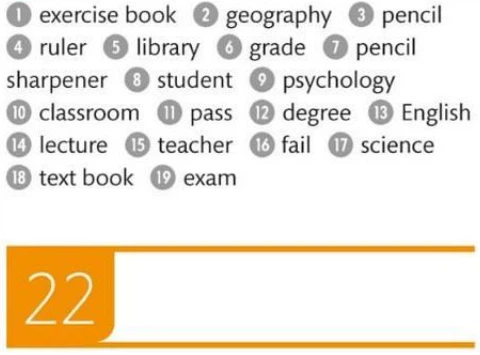 1 exercise book 2 geography 3 pencil
4 ruler 5 library 6 grade 7 pencil
sharpener 8 student 9 psychology
10 classroom 11 pass 12 degree 13 English
14 lecture 15 teacher 16 fail 17 science
18 text book 19 exam
22